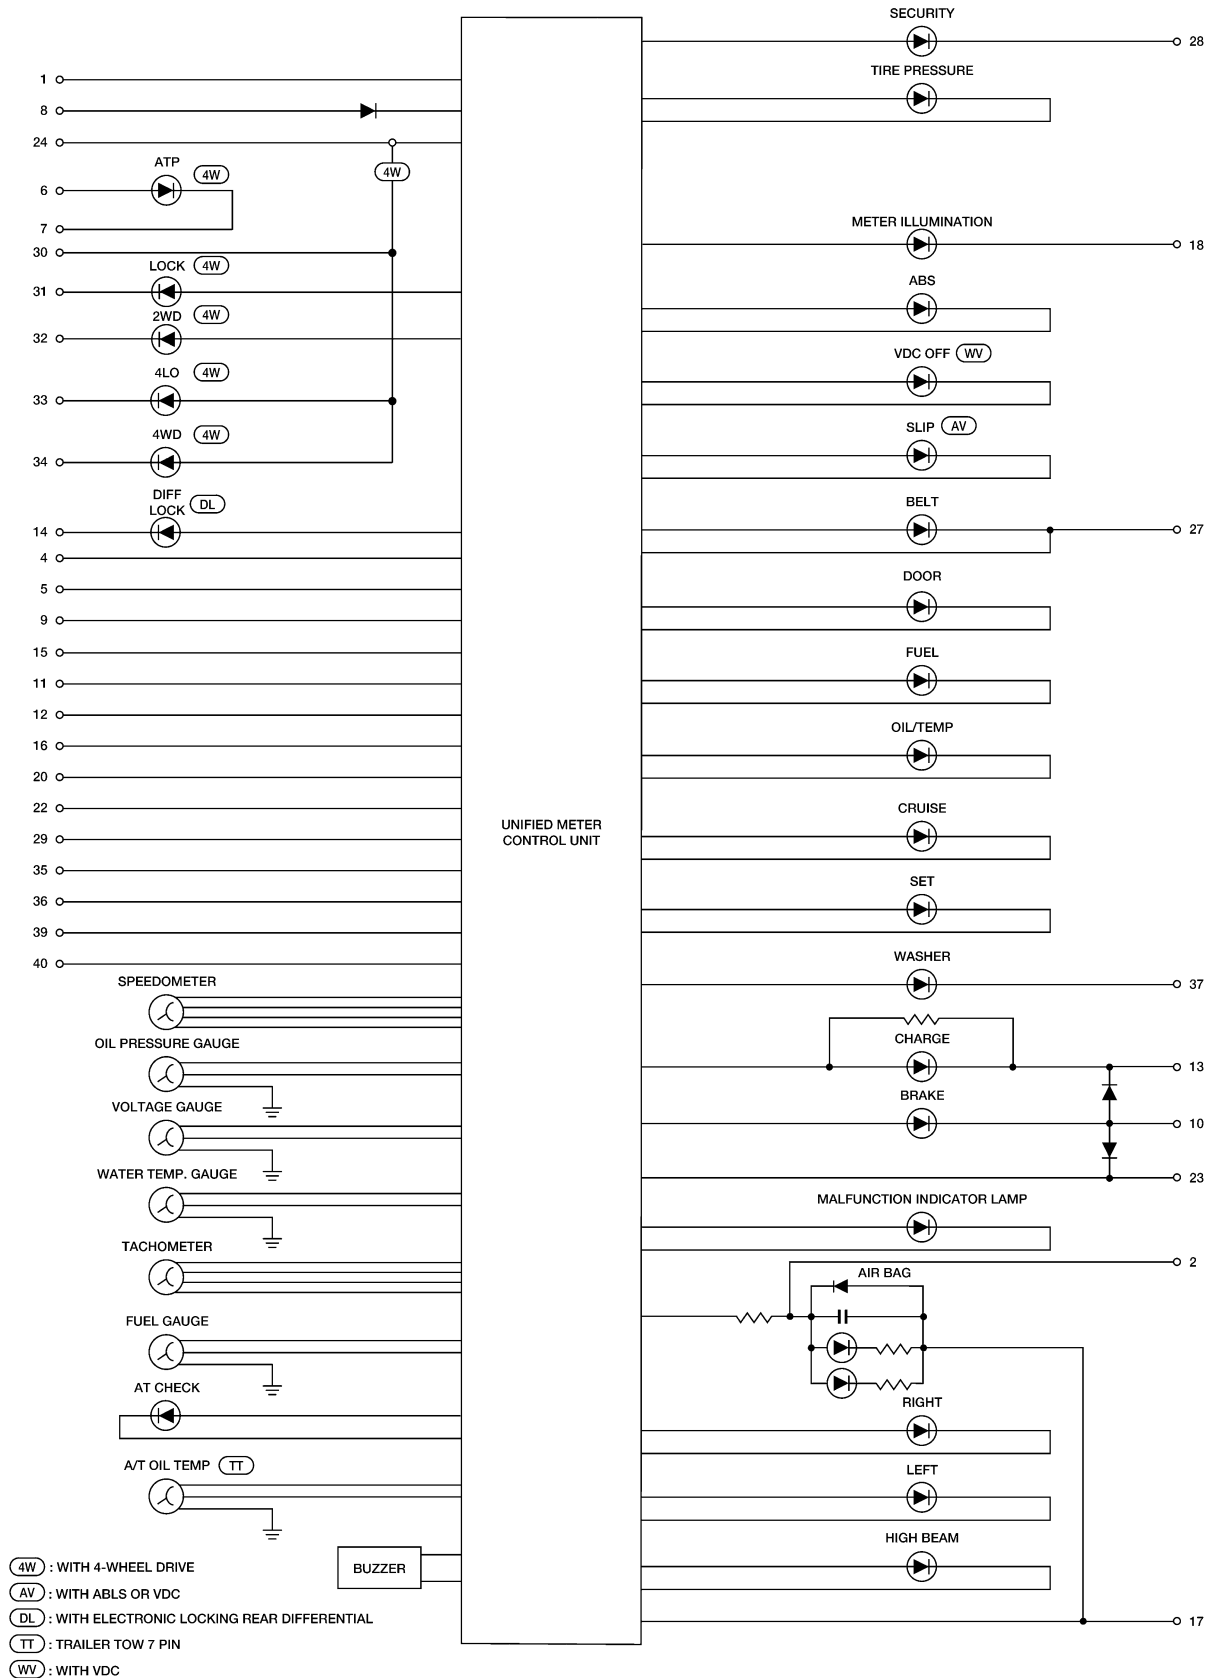 SECURITY
28
TIRE PRESSURE
1
8
24
ATP 4W
4W
6
7
30
LOCK 4W
31
2WD 4W
32
4LO 4W
33
4WD 4W
34
DIFF
LOCK DL
14
4
5
9
15
11
12
16
20
22
29
35
36
39
40
SPEEDOMETER
OIL PRESSURE GAUGE
VOLTAGE GAUGE
WATER TEMP. GAUGE
TACHOMETER
FUEL GAUGE
AT CHECK
A/T OIL TEMP TT
BUZZER
UNIFIED METER
CONTROL UNIT
METER ILLUMINATION
18
ABS
VDC OFF WV
SLIP AV
BELT
27
DOOR
FUEL
OIL/TEMP
CRUISE
SET
WASHER
37
CHARGE
13
BRAKE
10
23
MALFUNCTION INDICATOR LAMP
2
AIR BAG
RIGHT
LEFT
HIGH BEAM
17
4W : WITH 4-WHEEL DRIVE
AV : WITH ABLS OR VDC
DL : WITH ELECTRONIC LOCKING REAR DIFFERENTIAL
TT : TRAILER TOW 7 PIN
WV : WITH VDC